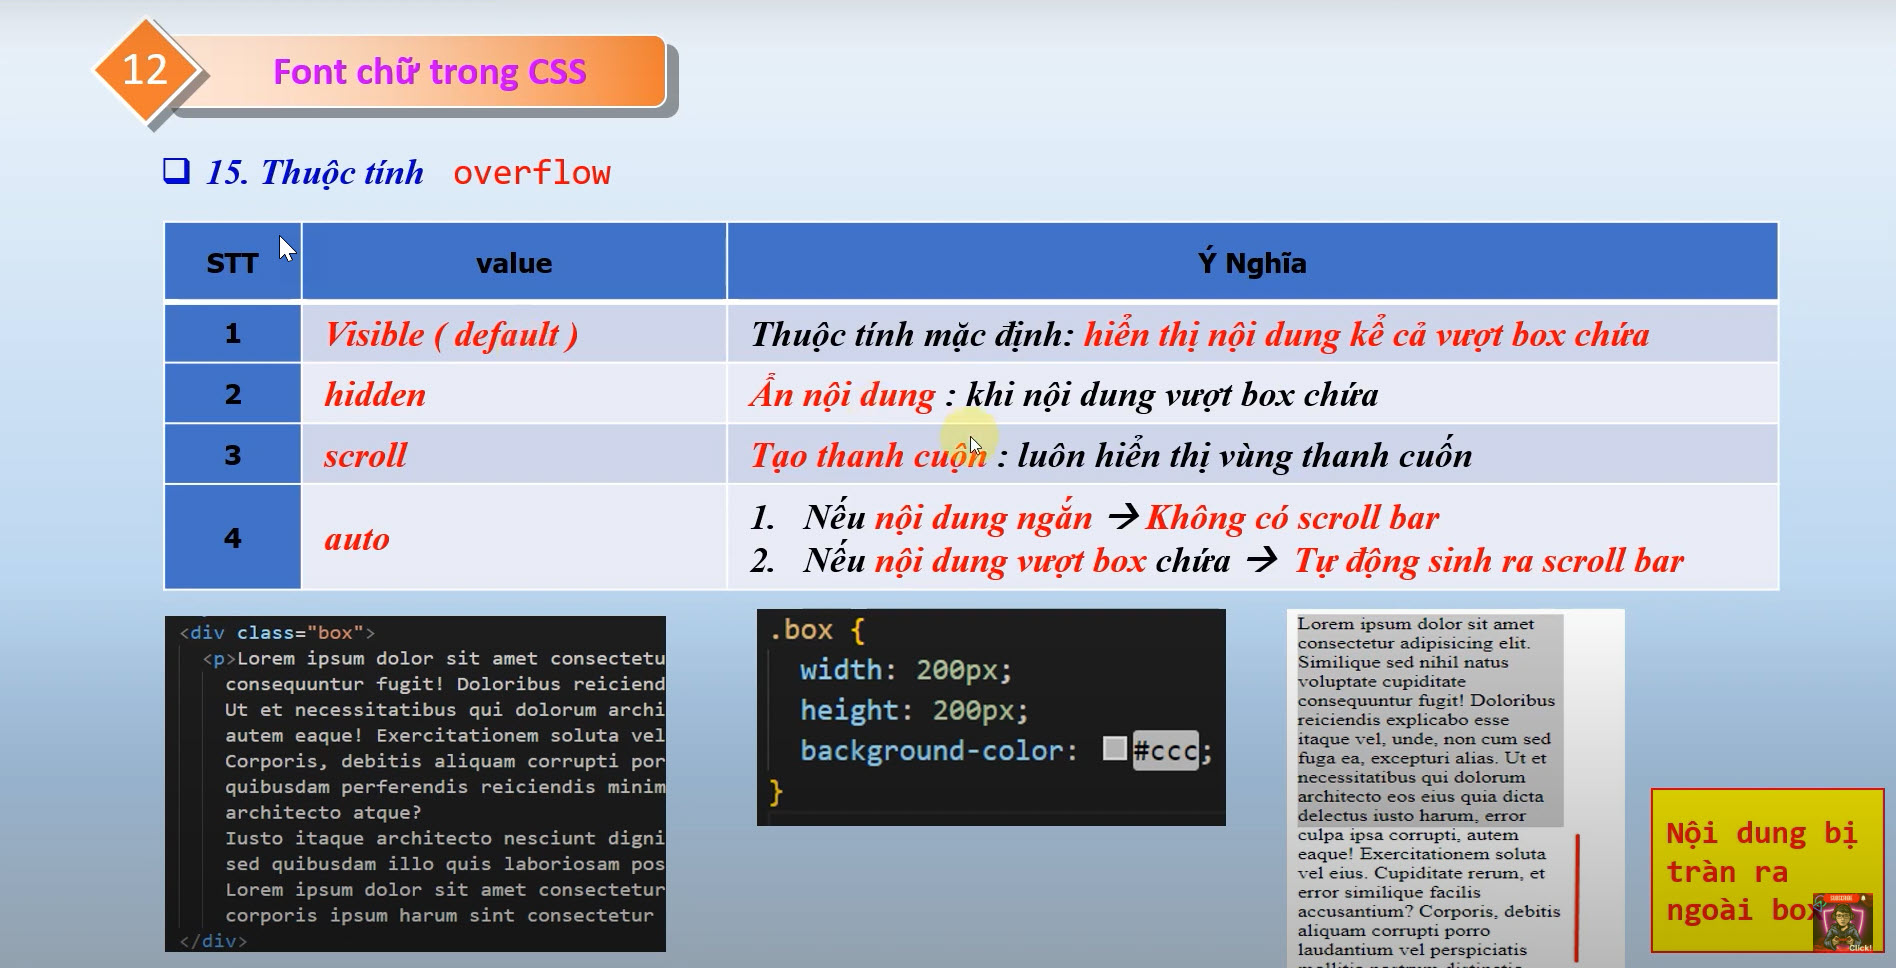 12
Font chữ trong CSS
15. Thuộc tính overflow
STT value Ý Nghĩa
1 Visible ( default ) Thuộc tính mặc định: hiển thị nội dung kể cả vượt box chứa
2 hidden Ẩn nội dung : khi nội dung vượt box chứa
3 scroll Tạo thanh cuộn : luôn hiển thị vùng thanh cuốn
4 auto 1. Nếu nội dung ngắn → Không có scroll bar
2. Nếu nội dung vượt box chứa → Tự động sinh ra scroll bar
<div class="box">
<p>Lorem ipsum dolor sit amet consectetu
consequuntur fugit! Doloribus reiciend
Ut et necessitatibus qui dolorum archi
autem eaque! Exercitationem soluta vel
Corporis, debitis aliquam corrupti por
quibusdam perferendis reiciendis minim
architecto atque?
Iusto itaque architecto nesciunt digni
sed quibusdam illo quis laboriosam pos
Lorem ipsum dolor sit amet consectetur
corporis ipsum harum sint consectetur
</div>
.box {
width: 200px;
height: 200px;
background-color: #ccc;
}
Lorem ipsum dolor sit amet
consectetur adipisicing elit.
Similique sed nihil natus
voluptate cupiditate
consequuntur fugit! Doloribus
reiciendis explicabo esse
itaque vel, unde, non cum sed
fuga ea, excepturi alias. Ut et
necessitatibus qui dolorum
architecto eos eius quia dicta
delectus iusto harum, error
culpa ipsa corrupti, autem
eaque! Exercitationem soluta
vel eius. Cupiditate rerum, et
error similique facilis
accusantium? Corporis, debitis
aliquam corrupti porro
laudantium vel perspiciatis
Nội dung bị
tràn ra
ngoài box
SUBSCRIBE
Click!